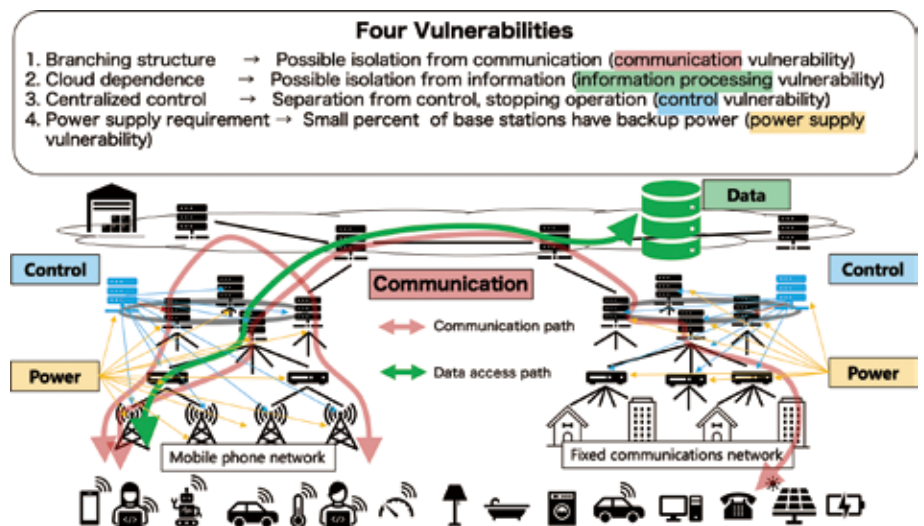 Four Vulnerabilities
1. Branching structure → Possible isolation from communication (communication vulnerability)
2. Cloud dependence → Possible isolation from information (information processing vulnerability)
3. Centralized control → Separation from control, stopping operation (control vulnerability)
4. Power supply requirement → Small percent of base stations have backup power (power supply
vulnerability)
Data
Control
Control
Communication
Communication path
Power
Data access path
Power
Mobile phone network
Fixed communications network